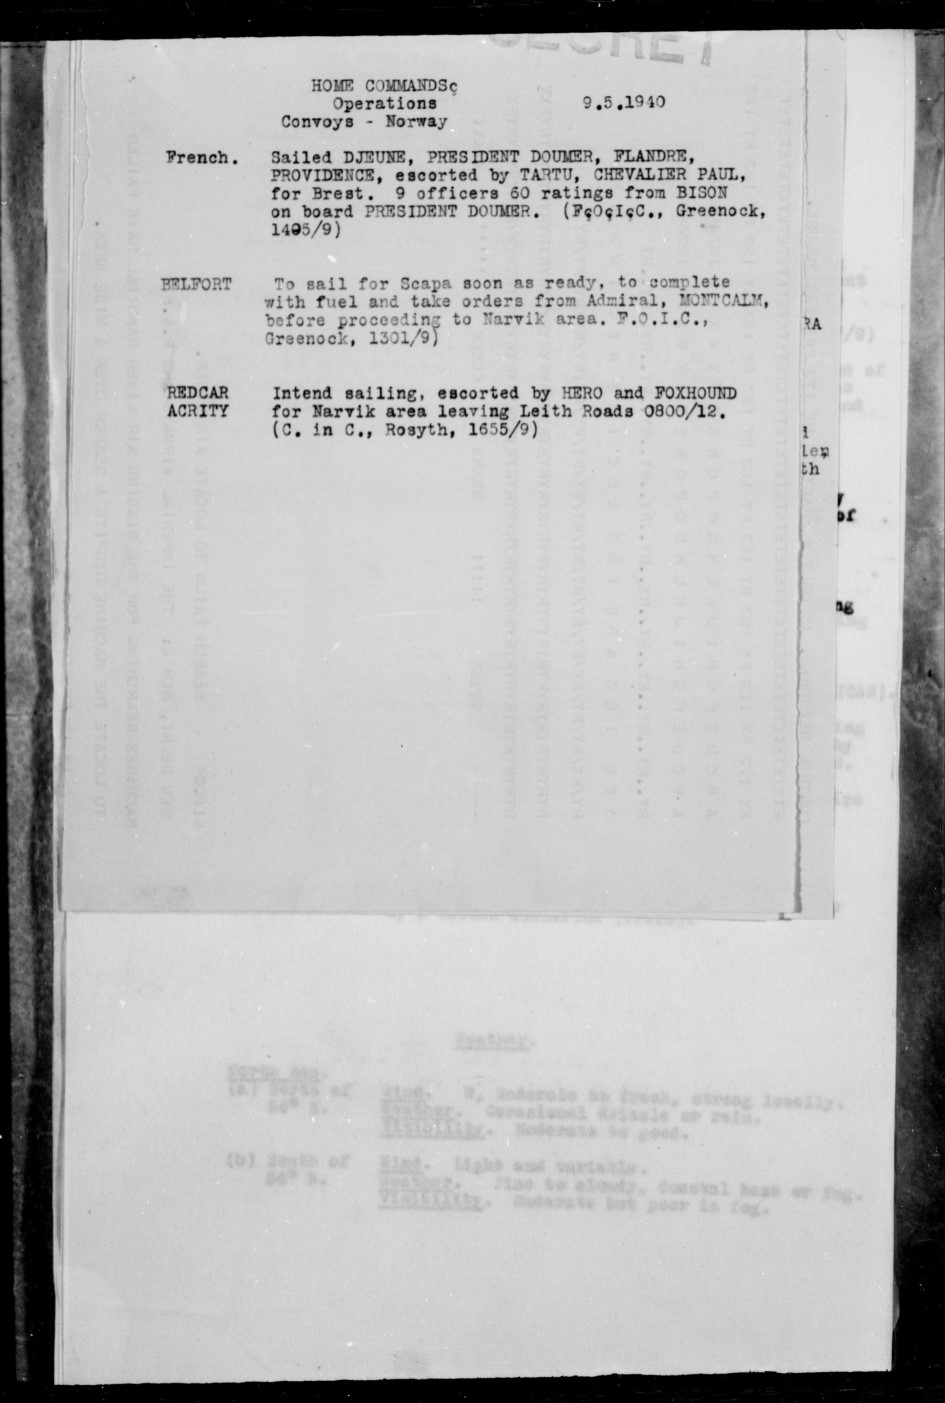 SECRET
HOME COMMANDSç
Operations 9.5.1940
Convoys - Norway
French. Sailed DJEUNE, PRESIDENT DOUMER, FLANDRE,
PROVIDENCE, escorted by TARTU, CHEVALIER PAUL,
for Brest. 9 officers 60 ratings from BISON
on board PRESIDENT DOUMER. (FçOçIçC., Greenock,
1405/9)
BELFORT To sail for Scapa soon as ready, to complete
with fuel and take orders from Admiral, MONTCALM,
before proceeding to Narvik area. F.O.I.C.,
Greenock, 1301/9)
REDCAR Intend sailing, escorted by HERO and FOXHOUND
ACRITY for Narvik area leaving Leith Roads 0800/12.
(C. in C., Rosyth, 1655/9)
RA
th
of
ng
Weather.
North Sea.
(a) North of Wind. W, Moderate to fresh, strong locally.
56° N. Weather. Occasional drizzle or rain.
Visibility. Moderate to good.
(b) South of Wind. Light and variable.
56° N. Weather. Fine to cloudy, Coastal haze or fog.
Visibility. Moderate but poor in fog.